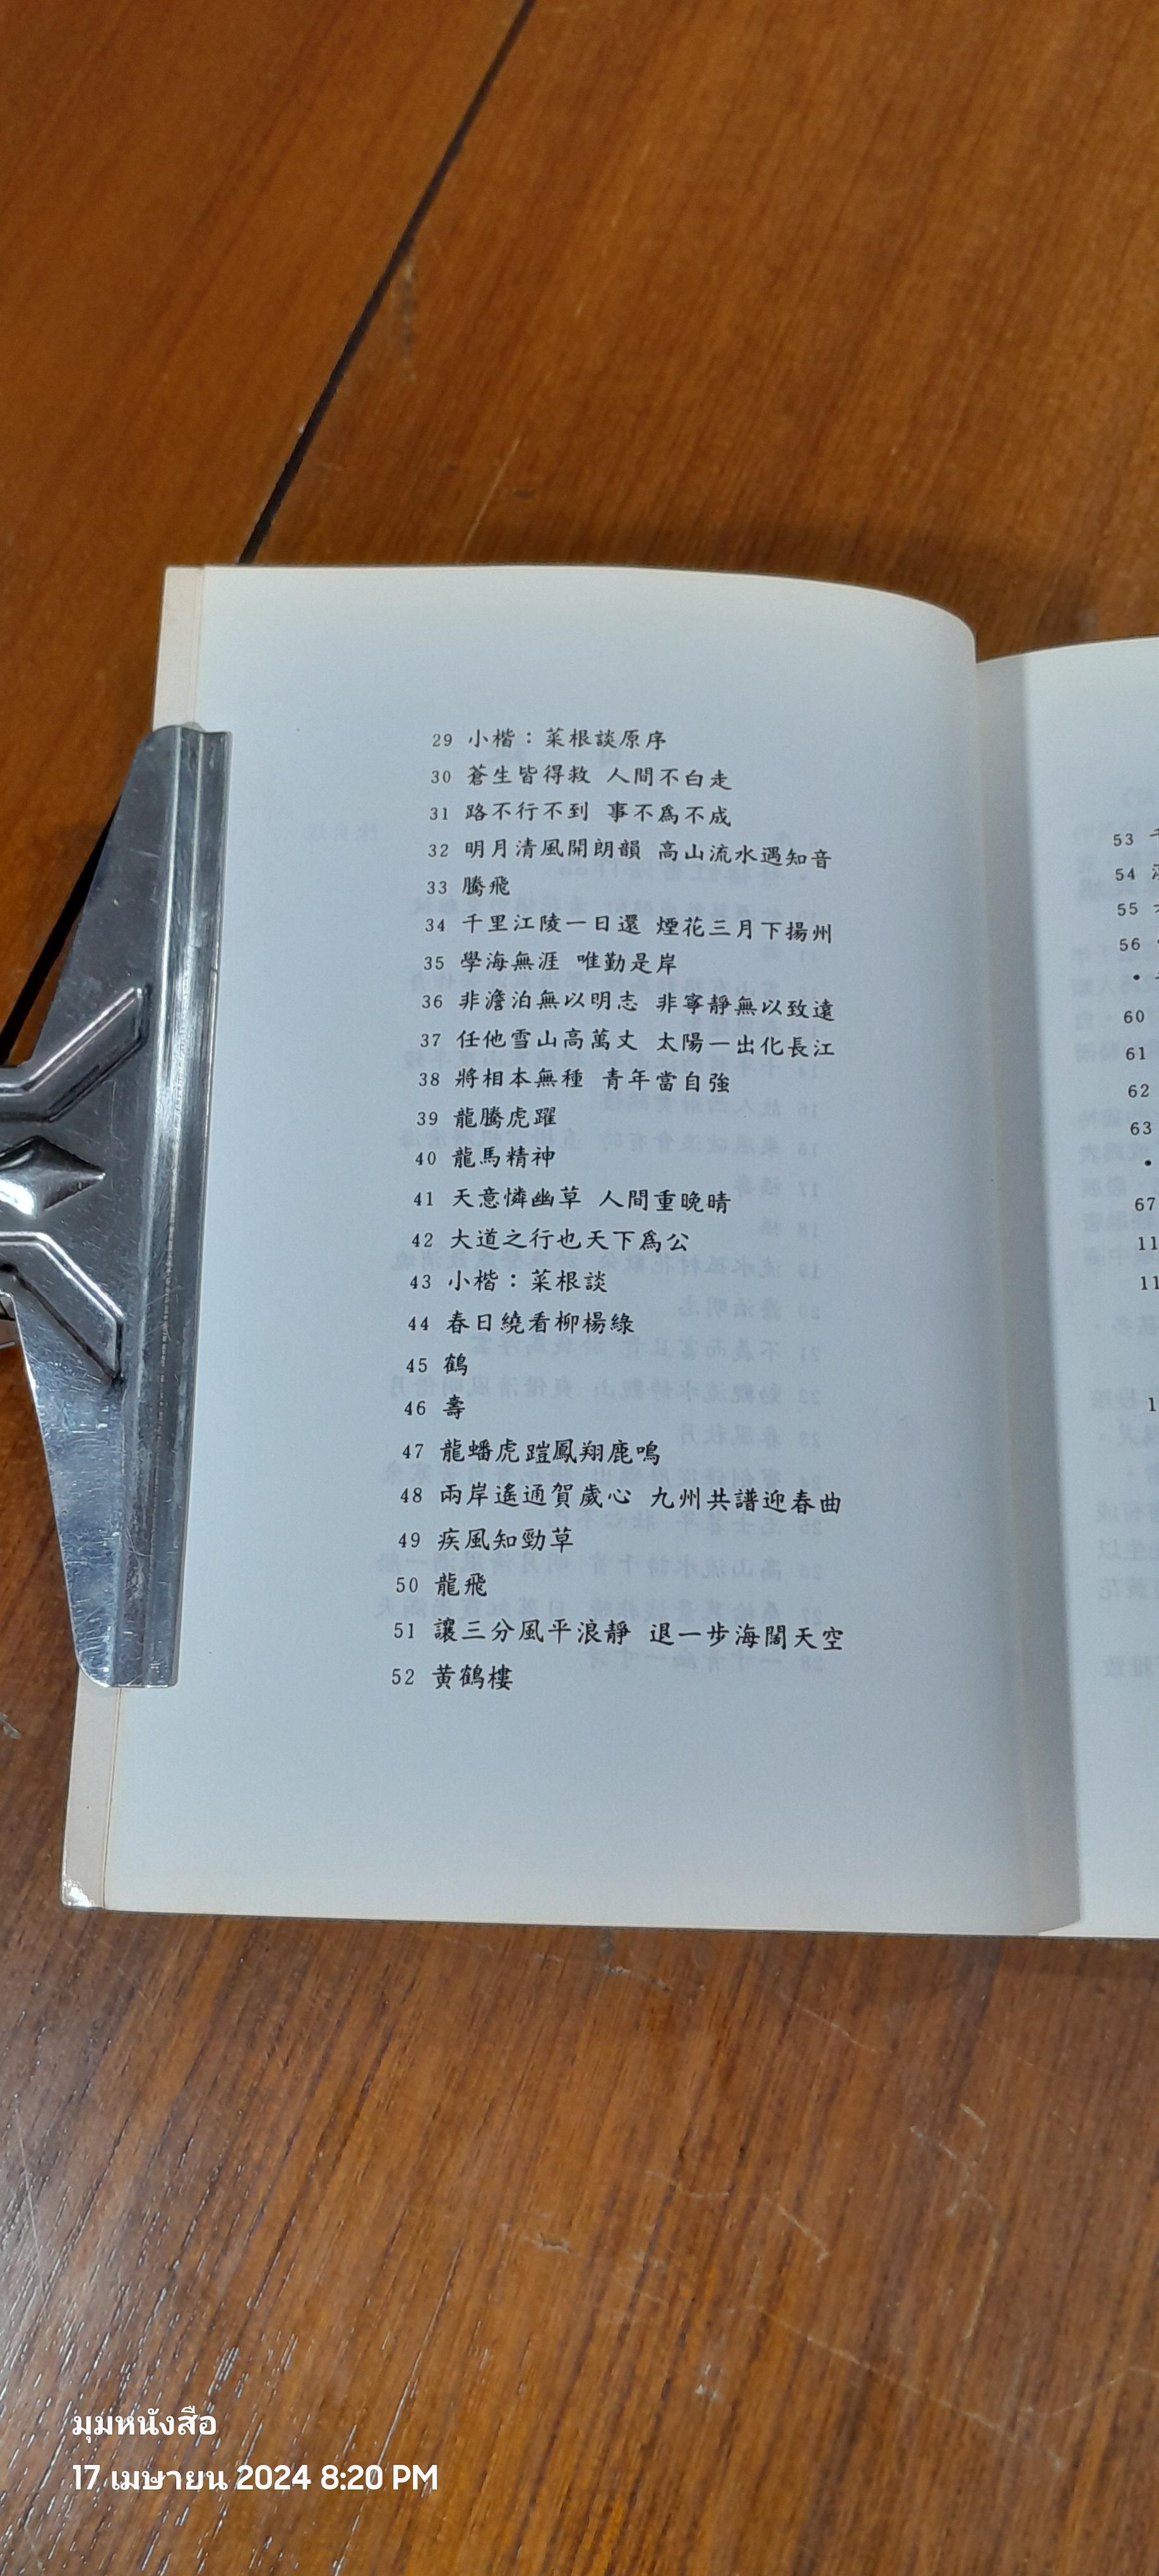 29 小楷：菜根談原序
30 蒼生皆得救 人間不白走
31 路不行不到 事不為不成
32 明月清風開朗韻 高山流水遇知音
33 騰飛
34 千里江陵一日還 煙花三月下揚州
35 學海無涯 唯勤是岸
36 非澹泊無以明志 非寧靜無以致遠
37 任他雪山高萬丈 太陽一出化長江
38 將相本無種 青年當自強
39 龍騰虎躍
40 龍馬精神
41 天意憐幽草 人間重晚晴
42 大道之行也天下為公
43 小楷：菜根談
44 春日繞看柳楊綠
45 鶴
46 壽
47 龍蟠虎蹤鳳翔鹿鳴
48 兩岸遙通賀歲心 九州共譜迎春曲
49 疾風知勁草
50 龍飛
51 讓三分風平浪靜 退一步海闊天空
52 黄鶴樓
53
54
55
56
60
61
62
63
67
มุมหนังสือ
17 เมษายน 2024 8:20 PM